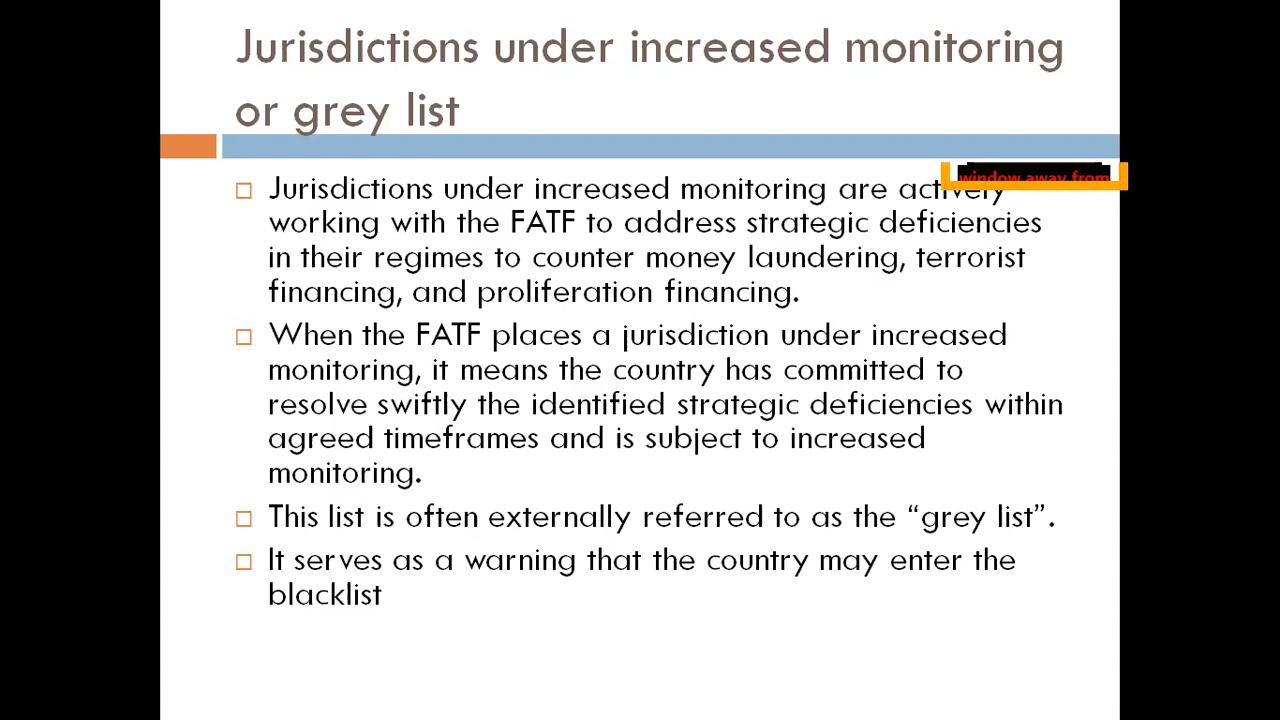 Jurisdictions under increased monitoring
or grey list
window away from
Jurisdictions under increased monitoring are actively
working with the FATF to address strategic deficiencies
in their regimes to counter money laundering, terrorist
financing, and proliferation financing.
When the FATF places a jurisdiction under increased
monitoring, it means the country has committed to
resolve swiftly the identified strategic deficiencies within
agreed timeframes and is subject to increased
monitoring.
This list is often externally referred to as the “grey list”.
It serves as a warning that the country may enter the
blacklist